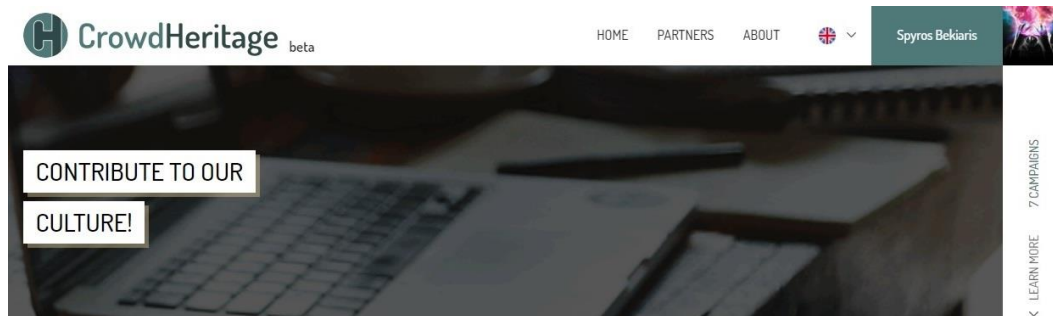 CrowdHeritage beta
HOME PARTNERS ABOUT
Spyros Bekiaris
CONTRIBUTE TO OUR
CULTURE!
7 CAMPAIGNS
LEARN MORE